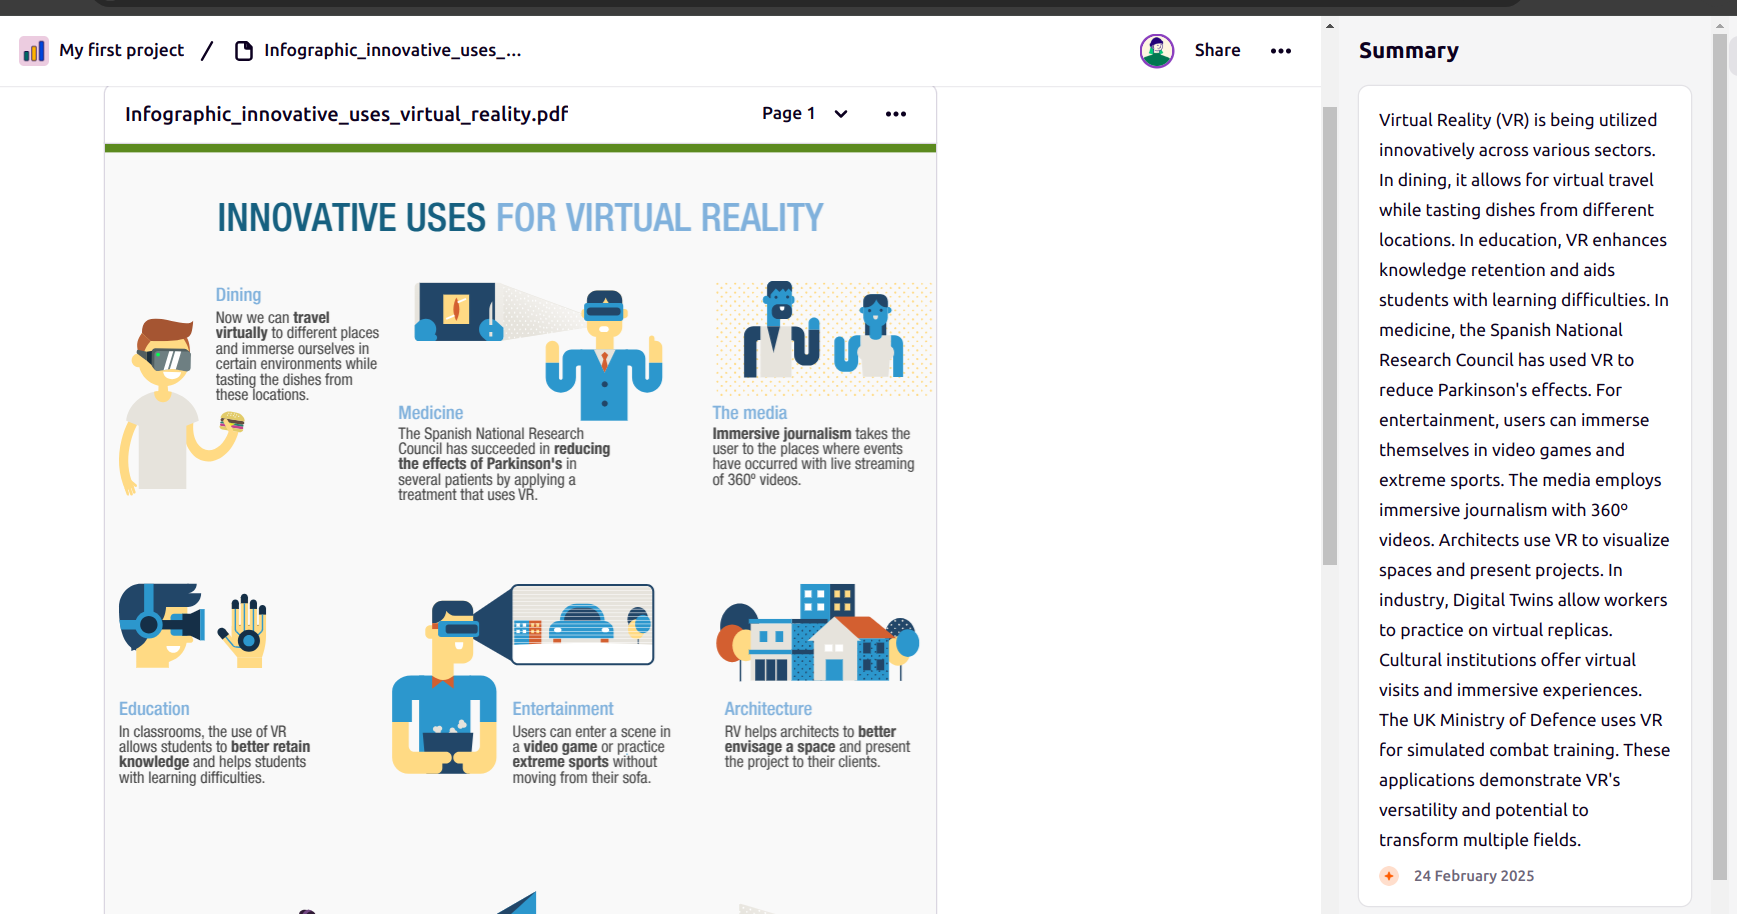 My first project / Infographic_innovative_uses_...
Share
Infographic_innovative_uses_virtual_reality.pdf
Page 1
INNOVATIVE USES FOR VIRTUAL REALITY
Dining
Now we can travel
virtually to different places
and immerse ourselves in
certain environments while
tasting the dishes from
these locations.
Medicine
The Spanish National Research
Council has succeeded in reducing
the effects of Parkinson's in
several patients by applying a
treatment that uses VR.
The media
Immersive journalism takes the
user to the places where events
have occurred with live streaming
of 360º videos.
Education
In classrooms, the use of VR
allows students to better retain
knowledge and helps students
with learning difficulties.
Entertainment
Users can enter a scene in
a video game or practice
extreme sports without
moving from their sofa.
Architecture
RV helps architects to better
envisage a space and present
the project to their clients.
Summary
Virtual Reality (VR) is being utilized
innovatively across various sectors.
In dining, it allows for virtual travel
while tasting dishes from different
locations. In education, VR enhances
knowledge retention and aids
students with learning difficulties. In
medicine, the Spanish National
Research Council has used VR to
reduce Parkinson's effects. For
entertainment, users can immerse
themselves in video games and
extreme sports. The media employs
immersive journalism with 360º
videos. Architects use VR to visualize
spaces and present projects. In
industry, Digital Twins allow workers
to practice on virtual replicas.
Cultural institutions offer virtual
visits and immersive experiences.
The UK Ministry of Defence uses VR
for simulated combat training. These
applications demonstrate VR's
versatility and potential to
transform multiple fields.
24 February 2025